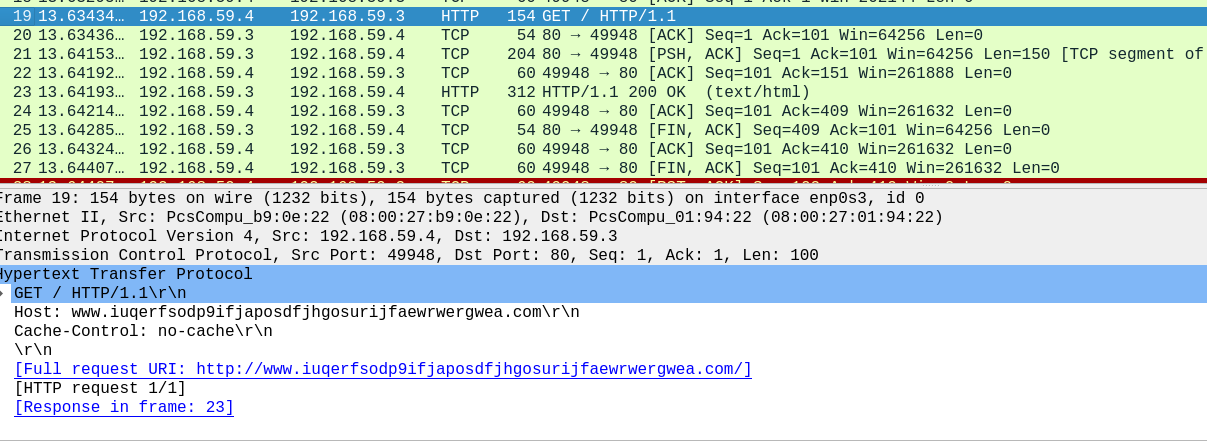 19 13.63434… 192.168.59.4 192.168.59.3 HTTP 154 GET / HTTP/1.1
20 13.63436… 192.168.59.3 192.168.59.4 TCP 54 80 → 49948 [ACK] Seq=1 Ack=101 Win=64256 Len=0
21 13.64153… 192.168.59.3 192.168.59.4 TCP 204 80 → 49948 [PSH, ACK] Seq=1 Ack=101 Win=64256 Len=150 [TCP segment of
22 13.64192… 192.168.59.4 192.168.59.3 TCP 60 49948 → 80 [ACK] Seq=101 Ack=151 Win=261888 Len=0
23 13.64193… 192.168.59.3 192.168.59.4 HTTP 312 HTTP/1.1 200 OK (text/html)
24 13.64214… 192.168.59.4 192.168.59.3 TCP 60 49948 → 80 [ACK] Seq=101 Ack=409 Win=261632 Len=0
25 13.64285… 192.168.59.3 192.168.59.4 TCP 54 80 → 49948 [FIN, ACK] Seq=409 Ack=101 Win=64256 Len=0
26 13.64324… 192.168.59.4 192.168.59.3 TCP 60 49948 → 80 [ACK] Seq=101 Ack=410 Win=261632 Len=0
27 13.64407… 192.168.59.4 192.168.59.3 TCP 60 49948 → 80 [FIN, ACK] Seq=101 Ack=410 Win=261632 Len=0
Frame 19: 154 bytes on wire (1232 bits), 154 bytes captured (1232 bits) on interface enp0s3, id 0
Ethernet II, Src: PcsCompu_b9:0e:22 (08:00:27:b9:0e:22), Dst: PcsCompu_01:94:22 (08:00:27:01:94:22)
Internet Protocol Version 4, Src: 192.168.59.4, Dst: 192.168.59.3
Transmission Control Protocol, Src Port: 49948, Dst Port: 80, Seq: 1, Ack: 1, Len: 100
Hypertext Transfer Protocol
GET / HTTP/1.1\r\n
Host: www.iuqerfsodp9ifjaposdfjhgosurijfaewrwergwea.com\r\n
Cache-Control: no-cache\r\n
\r\n
[Full request URI: http://www.iuqerfsodp9ifjaposdfjhgosurijfaewrwergwea.com/]
[HTTP request 1/1]
[Response in frame: 23]